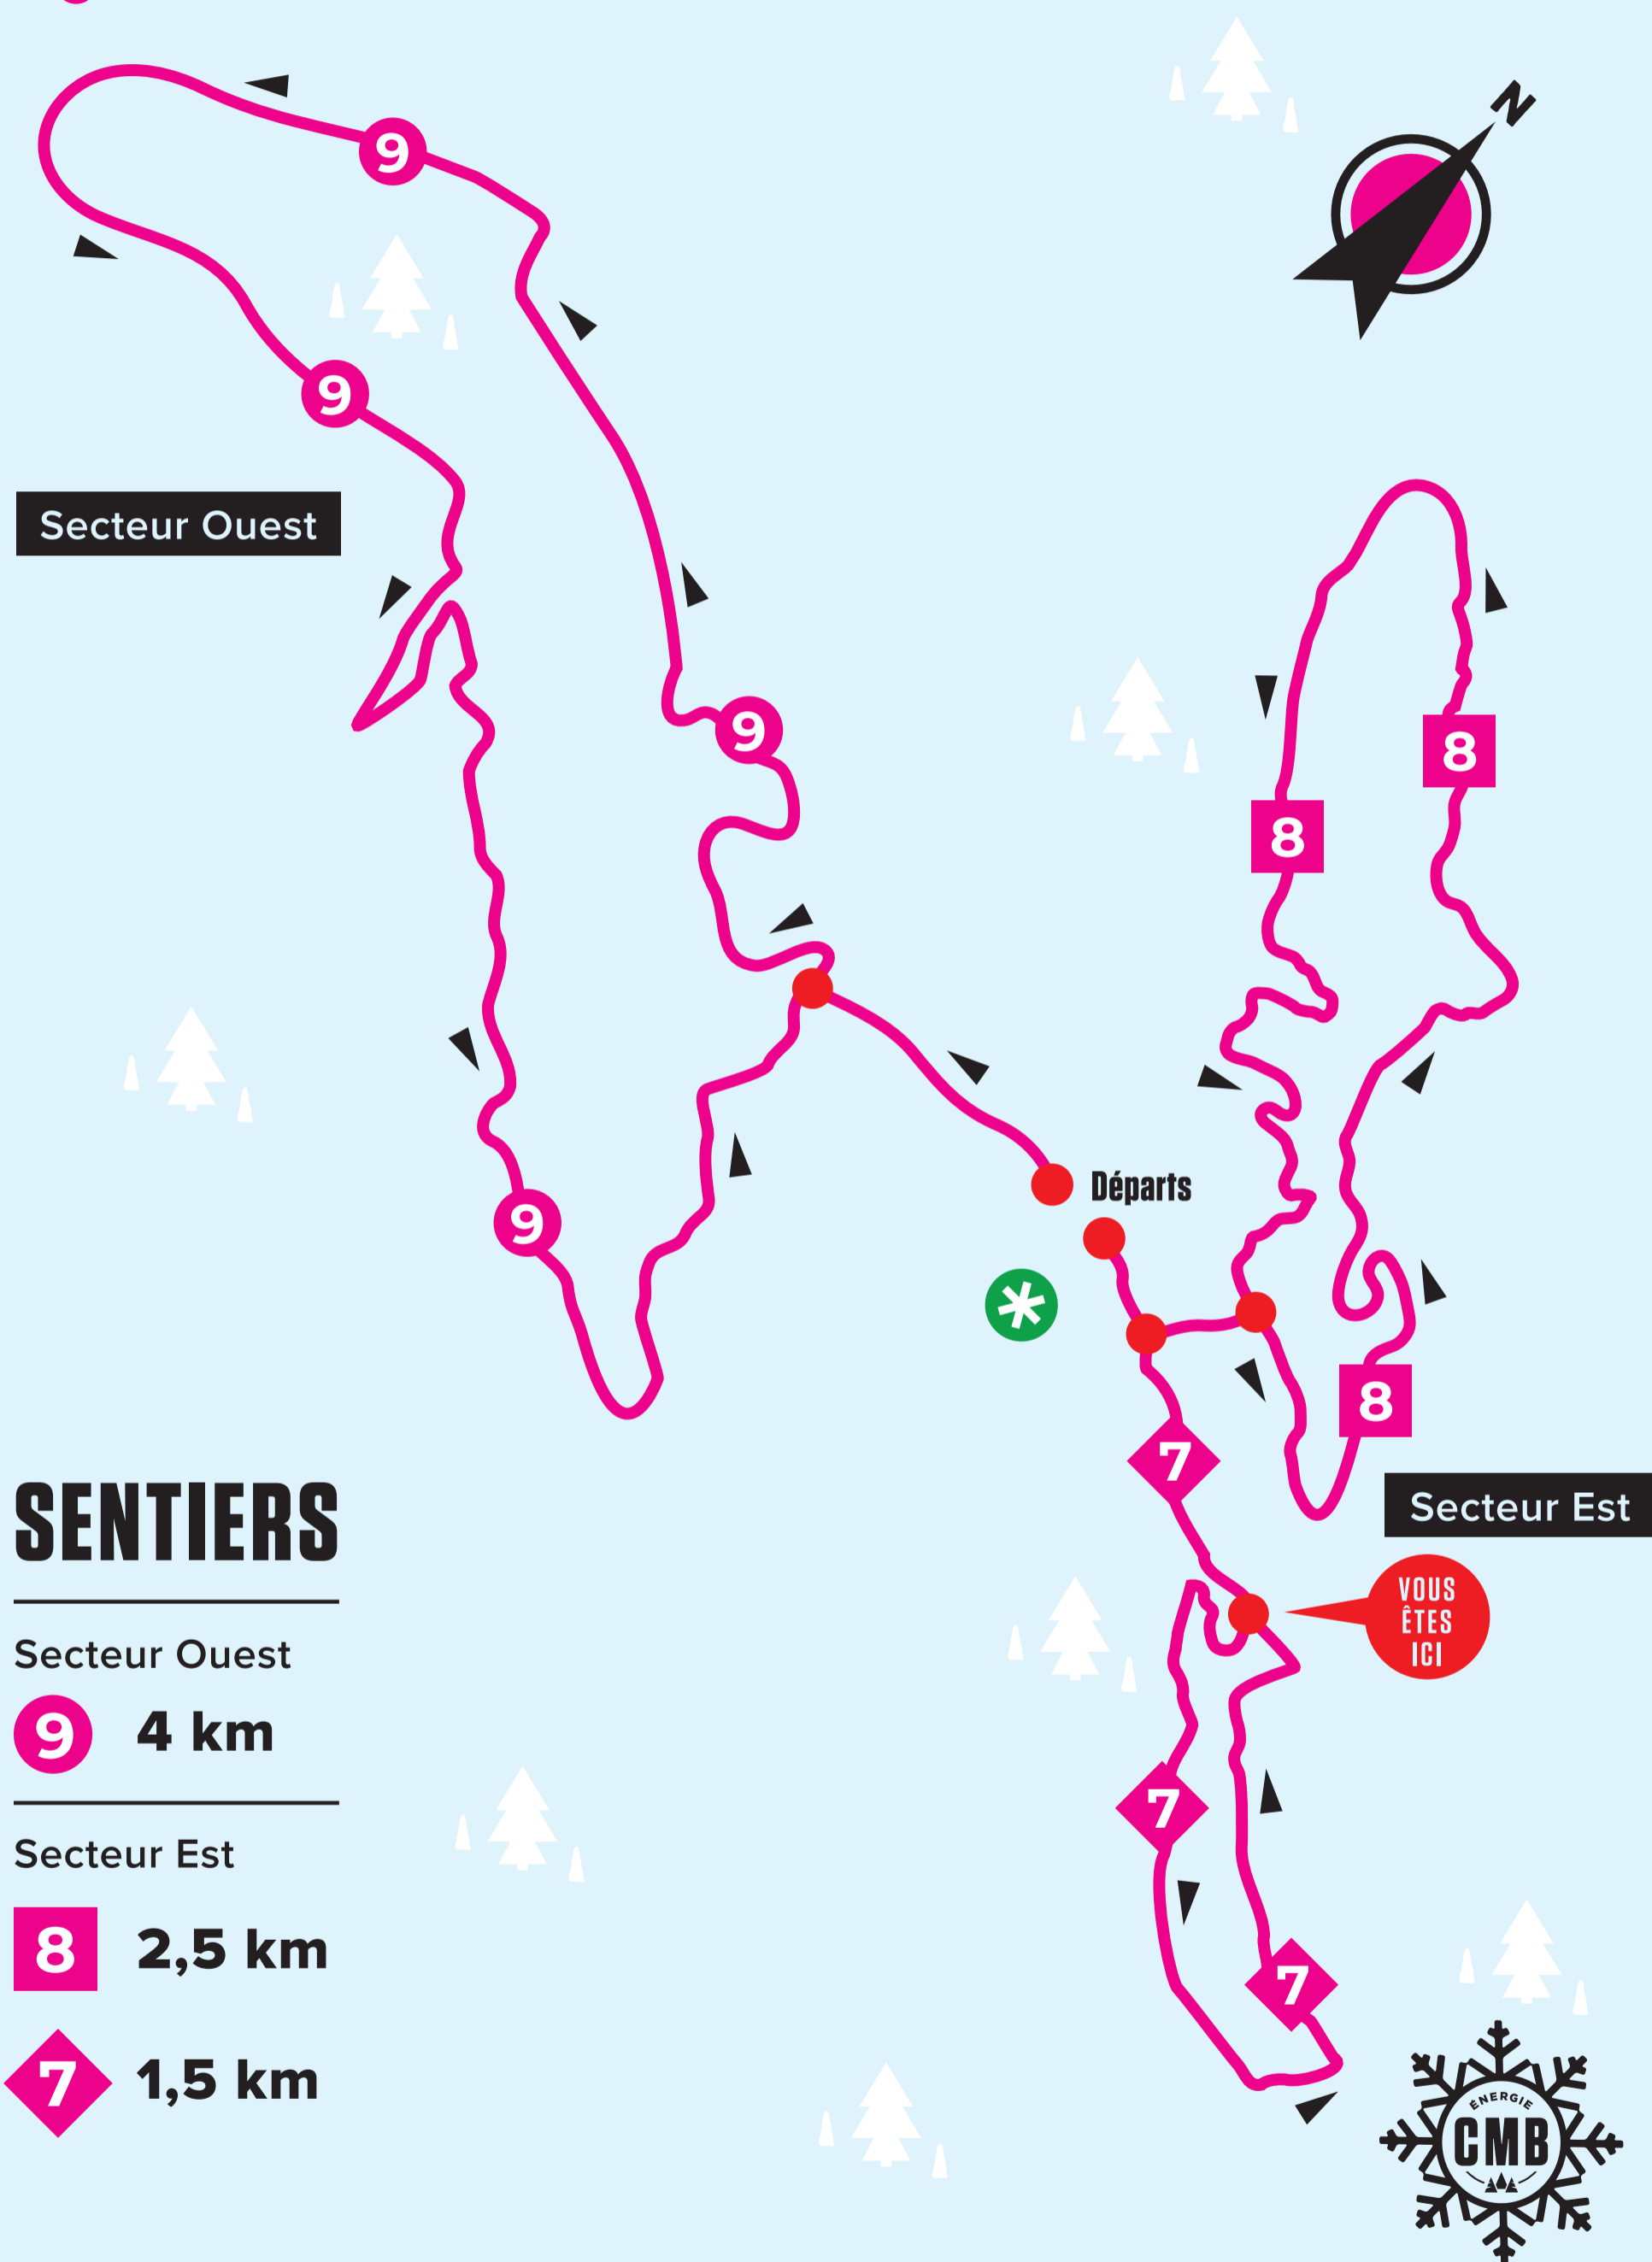 N
9
9
Secteur Ouest
9
8
8
Départs
9
*
8
7
Secteur Est
VOUS
ÊTES
ICI
7
7
SENTIERS
Secteur Ouest
9 4 km
Secteur Est
8 2,5 km
7 1,5 km
ÉNERGIE
CMB